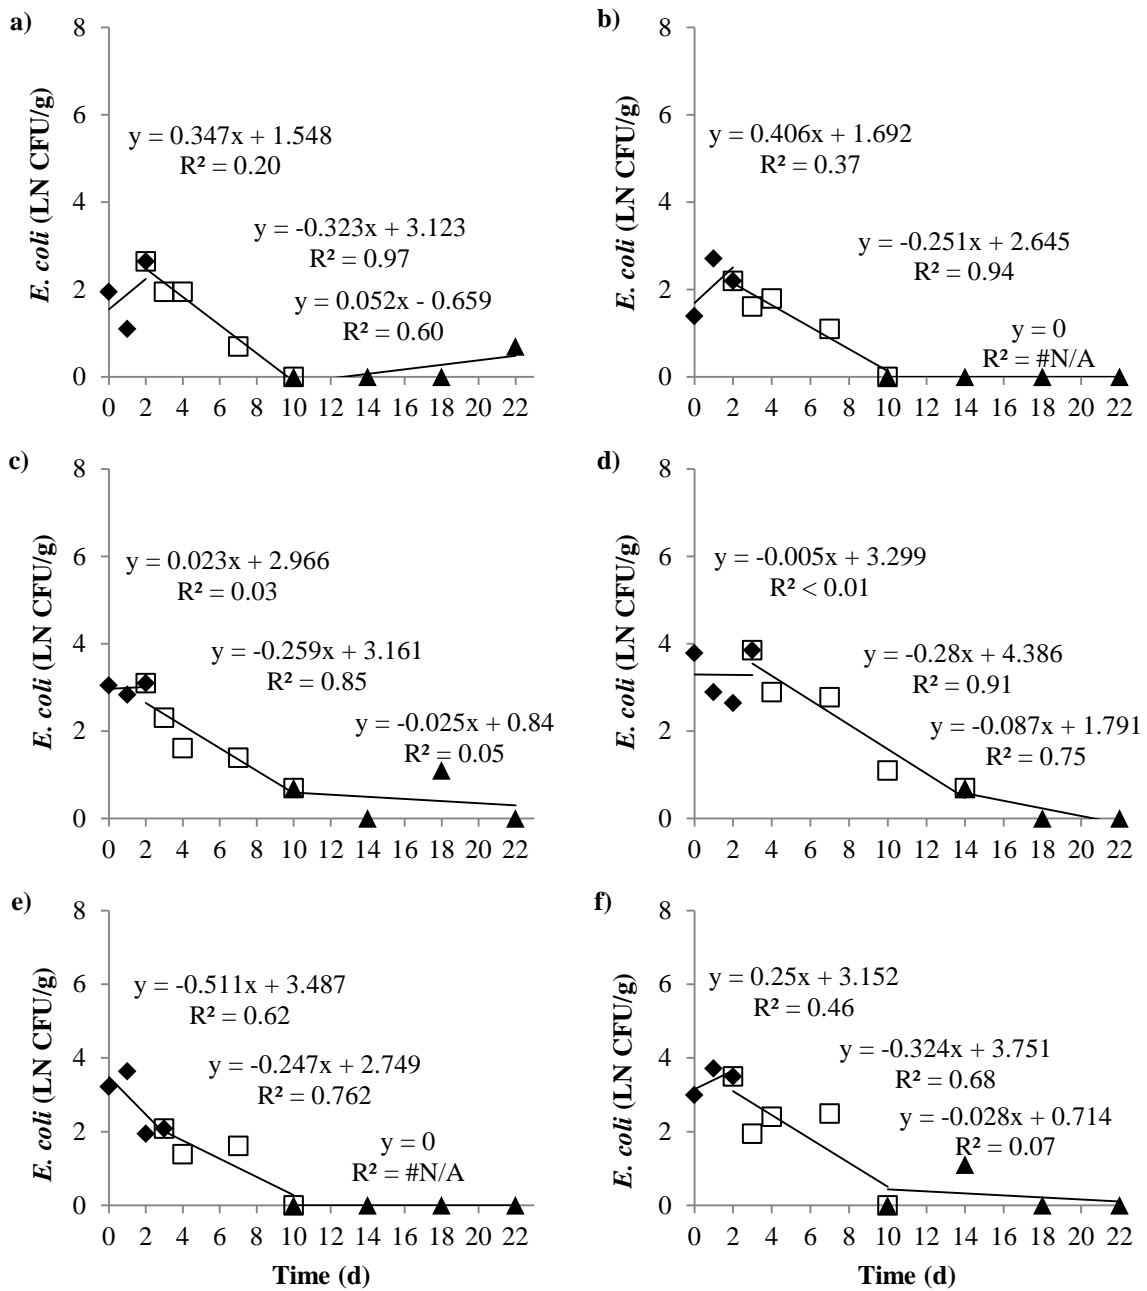 a)
8
6
4
2
0
E. coli (LN CFU/g)
y = 0.347x + 1.548
R² = 0.20
y = -0.323x + 3.123
R² = 0.97
y = 0.052x - 0.659
R² = 0.60
0 2 4 6 8 10 12 14 16 18 20 22
b)
8
6
4
2
0
E. coli (LN CFU/g)
y = 0.406x + 1.692
R² = 0.37
y = -0.251x + 2.645
R² = 0.94
y = 0
R² = #N/A
0 2 4 6 8 10 12 14 16 18 20 22
c)
8
6
4
2
0
E. coli (LN CFU/g)
y = 0.023x + 2.966
R² = 0.03
y = -0.259x + 3.161
R² = 0.85
y = -0.025x + 0.84
R² = 0.05
0 2 4 6 8 10 12 14 16 18 20 22
d)
8
6
4
2
0
E. coli (LN CFU/g)
y = -0.005x + 3.299
R² < 0.01
y = -0.28x + 4.386
R² = 0.91
y = -0.087x + 1.791
R² = 0.75
0 2 4 6 8 10 12 14 16 18 20 22
e)
8
6
4
2
0
E. coli (LN CFU/g)
y = -0.511x + 3.487
R² = 0.62
y = -0.247x + 2.749
R² = 0.762
y = 0
R² = #N/A
0 2 4 6 8 10 12 14 16 18 20 22
Time (d)
f)
8
6
4
2
0
E. coli (LN CFU/g)
y = 0.25x + 3.152
R² = 0.46
y = -0.324x + 3.751
R² = 0.68
y = -0.028x + 0.714
R² = 0.07
0 2 4 6 8 10 12 14 16 18 20 22
Time (d)